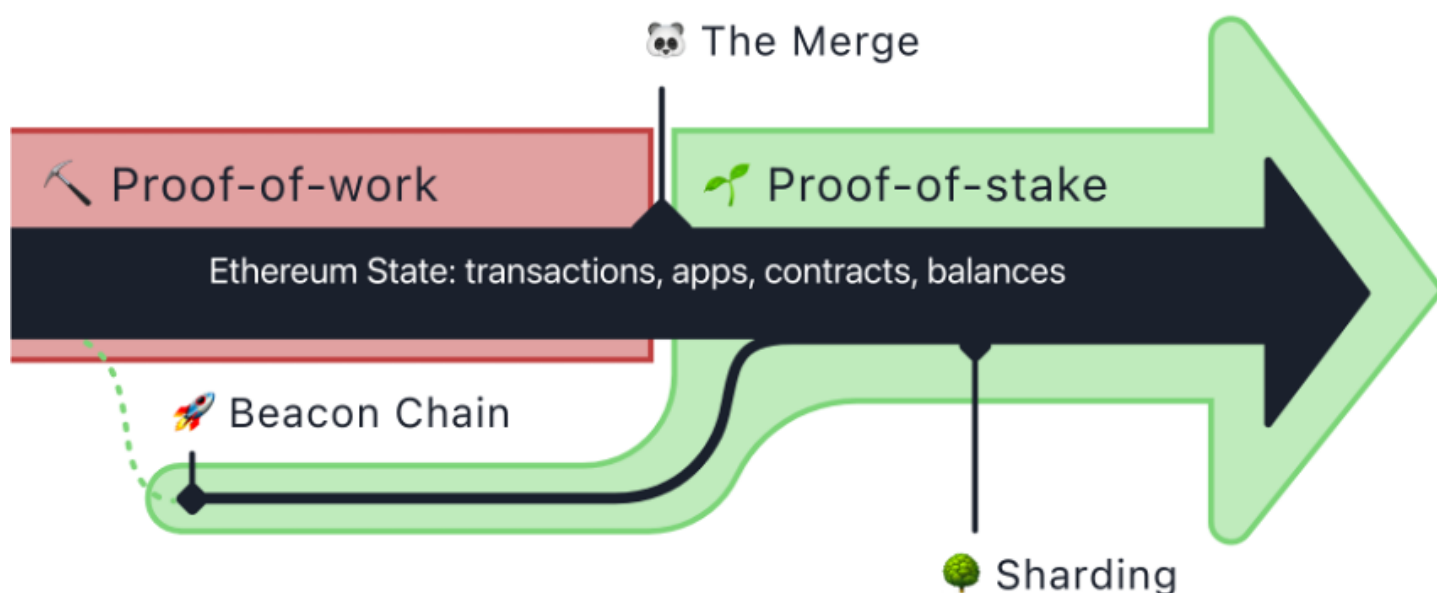 The Merge
Proof-of-work
Proof-of-stake
Ethereum State: transactions, apps, contracts, balances
Beacon Chain
Sharding